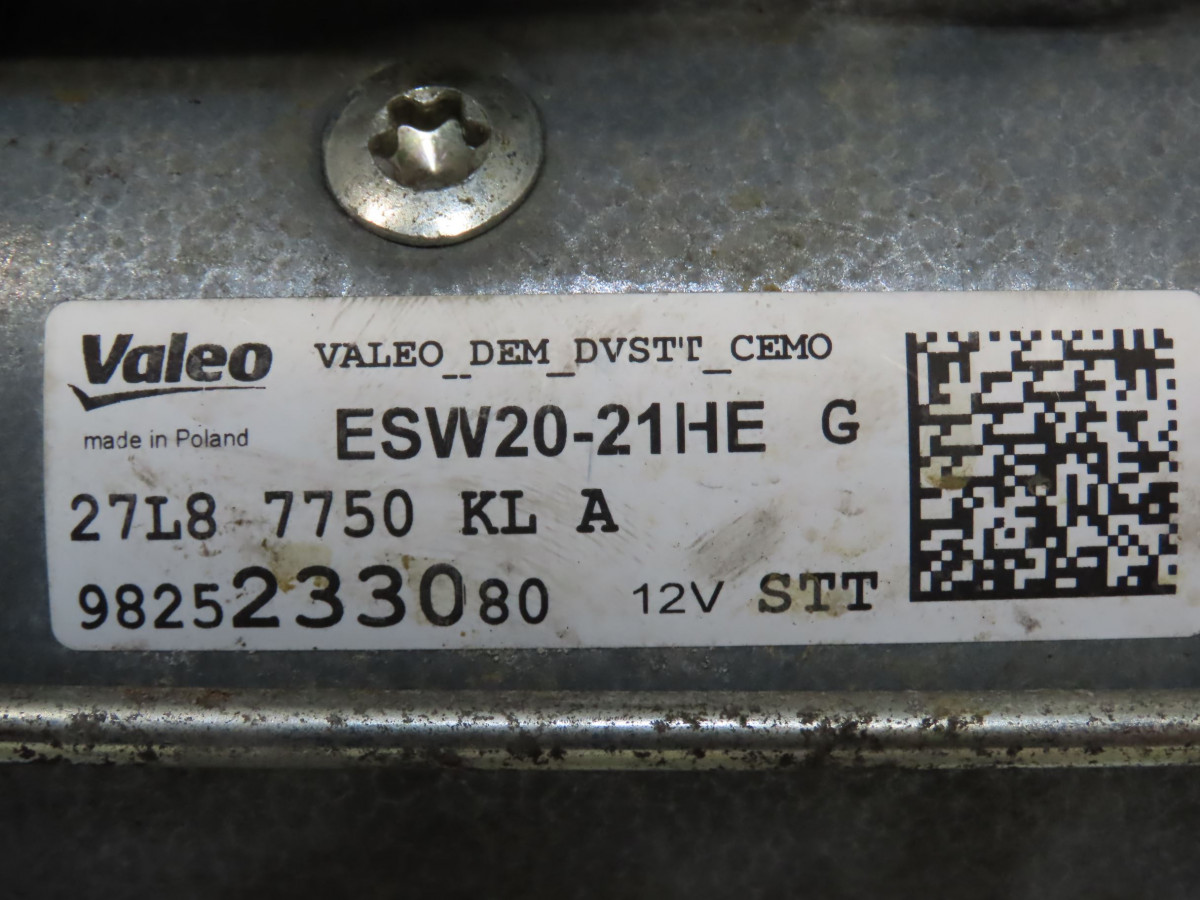 Valeo VALEO_DEM_DVSTT_CEMO
made in Poland ESW20-21HE G
27L8 7750 KL A
9825233080 12V STT